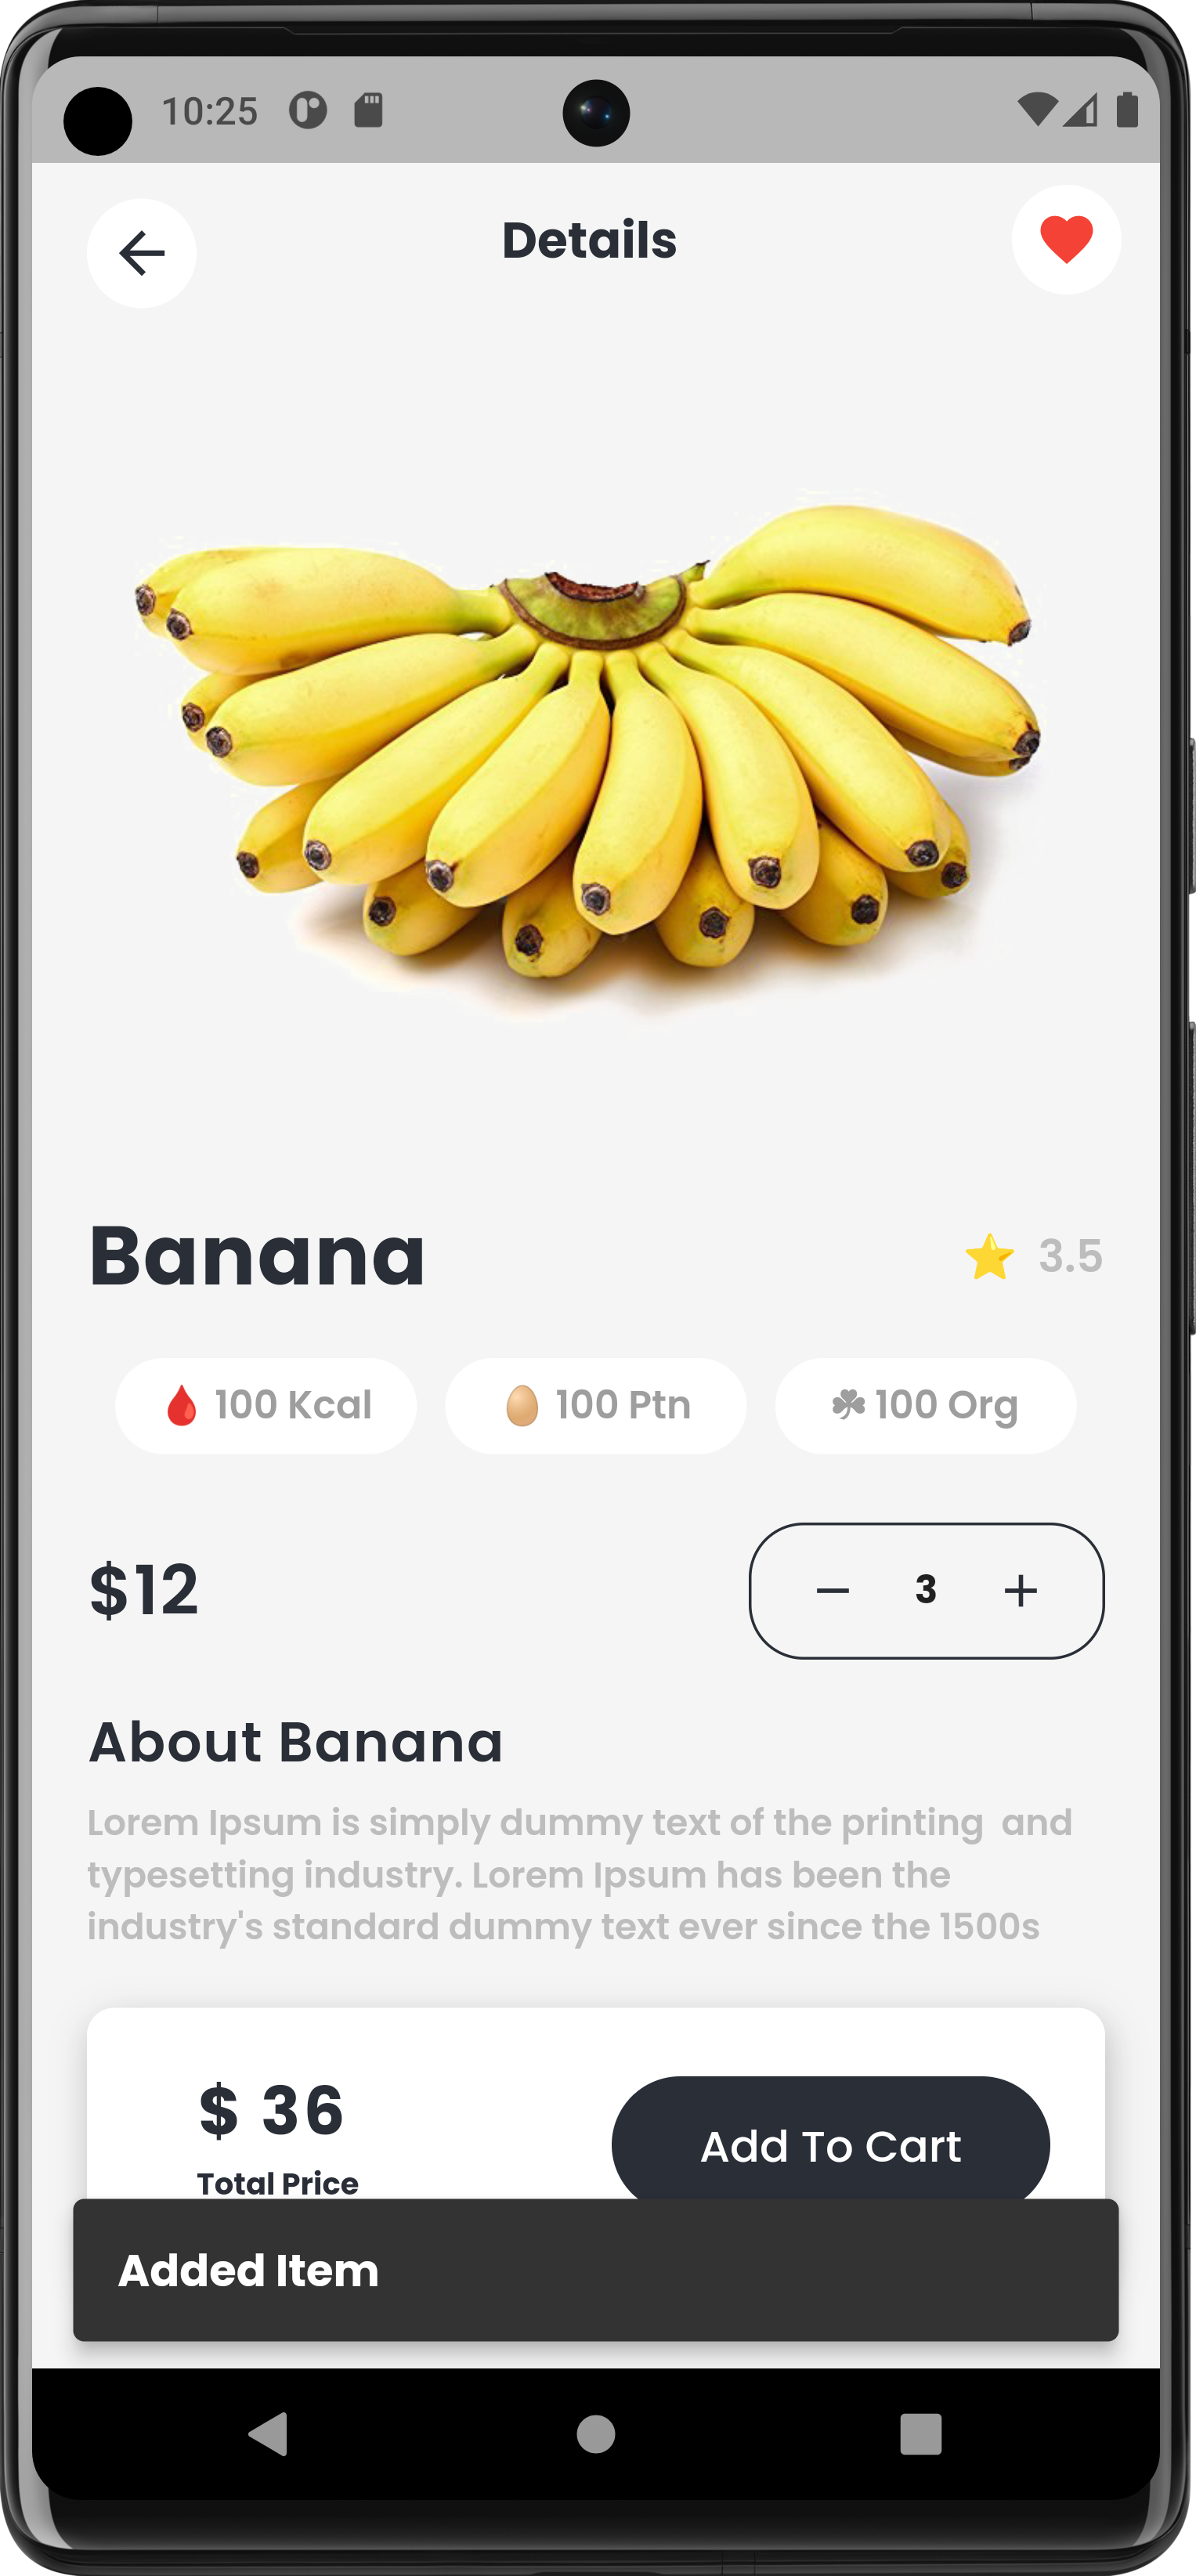 10:25
Details
Banana
3.5
100 Kcal
100 Ptn
100 Org
$12
3
About Banana
Lorem Ipsum is simply dummy text of the printing  and
typesetting industry. Lorem Ipsum has been the
industry's standard dummy text ever since the 1500s
$ 36
Add To Cart
Total Price
Added Item